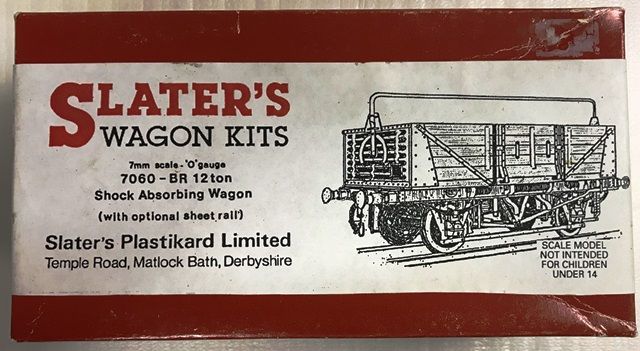 SLATER'S
WAGON KITS
7mm scale - 'O' gauge
7060 - BR 12 ton
Shock Absorbing Wagon
(with optional sheet rail)
Slater's Plastikard Limited
Temple Road, Matlock Bath, Derbyshire
SCALE MODEL
NOT INTENDED
FOR CHILDREN
UNDER 14